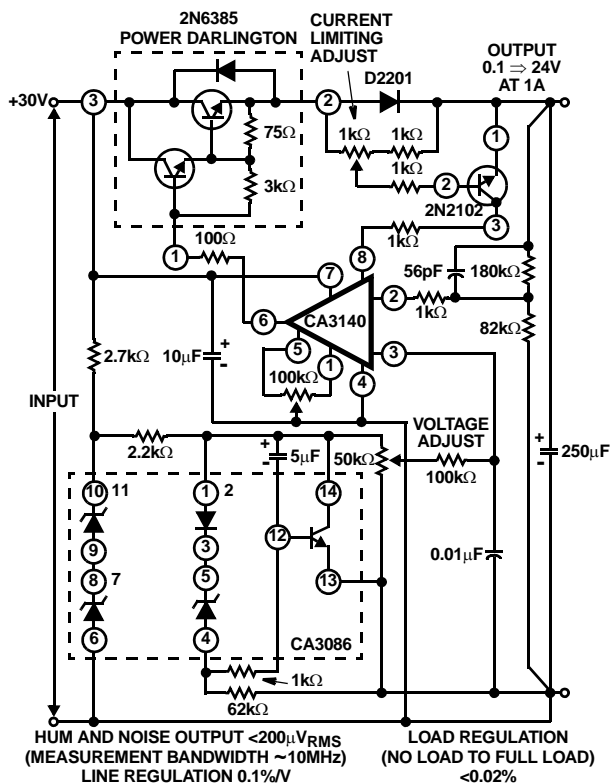 2N6385
POWER DARLINGTON
CURRENT
LIMITING
ADJUST
OUTPUT
0.1 ⇒ 24V
AT 1A
D2201
+30V
3
2
1
75Ω
3kΩ
1kΩ
1kΩ
1kΩ
2
2N2102
3
1
100Ω
1kΩ
8
7
56pF
180kΩ
6
CA3140
2
1kΩ
82kΩ
5
1
3
4
2.7kΩ
10μF
+
-
100kΩ
INPUT
2.2kΩ
+
-
5μF
50kΩ
VOLTAGE
ADJUST
100kΩ
+
-
250μF
10
11
1
2
14
9
3
12
0.01μF
8
7
5
13
6
4
CA3086
1kΩ
62kΩ
HUM AND NOISE OUTPUT <200μVRMS
(MEASUREMENT BANDWIDTH ~10MHz)
LINE REGULATION 0.1%/V
LOAD REGULATION
(NO LOAD TO FULL LOAD)
<0.02%